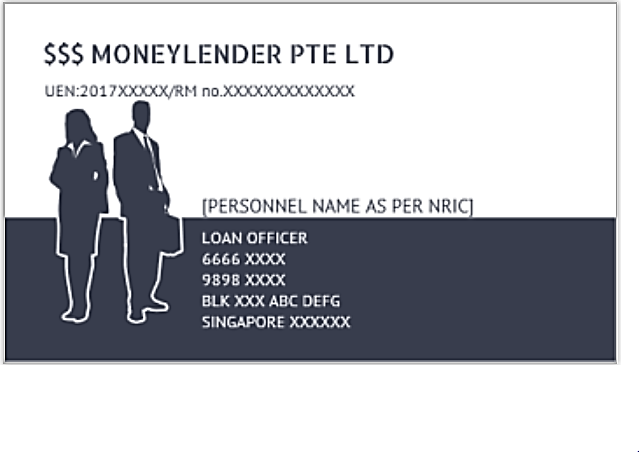 $$$ MONEYLENDER PTE LTD
UEN:2017XXXXX/RM no.XXXXXXXXXXXXX
[PERSONNEL NAME AS PER NRIC]
LOAN OFFICER
6666 XXXX
9898 XXXX
BLK XXX ABC DEFG
SINGAPORE XXXXXX